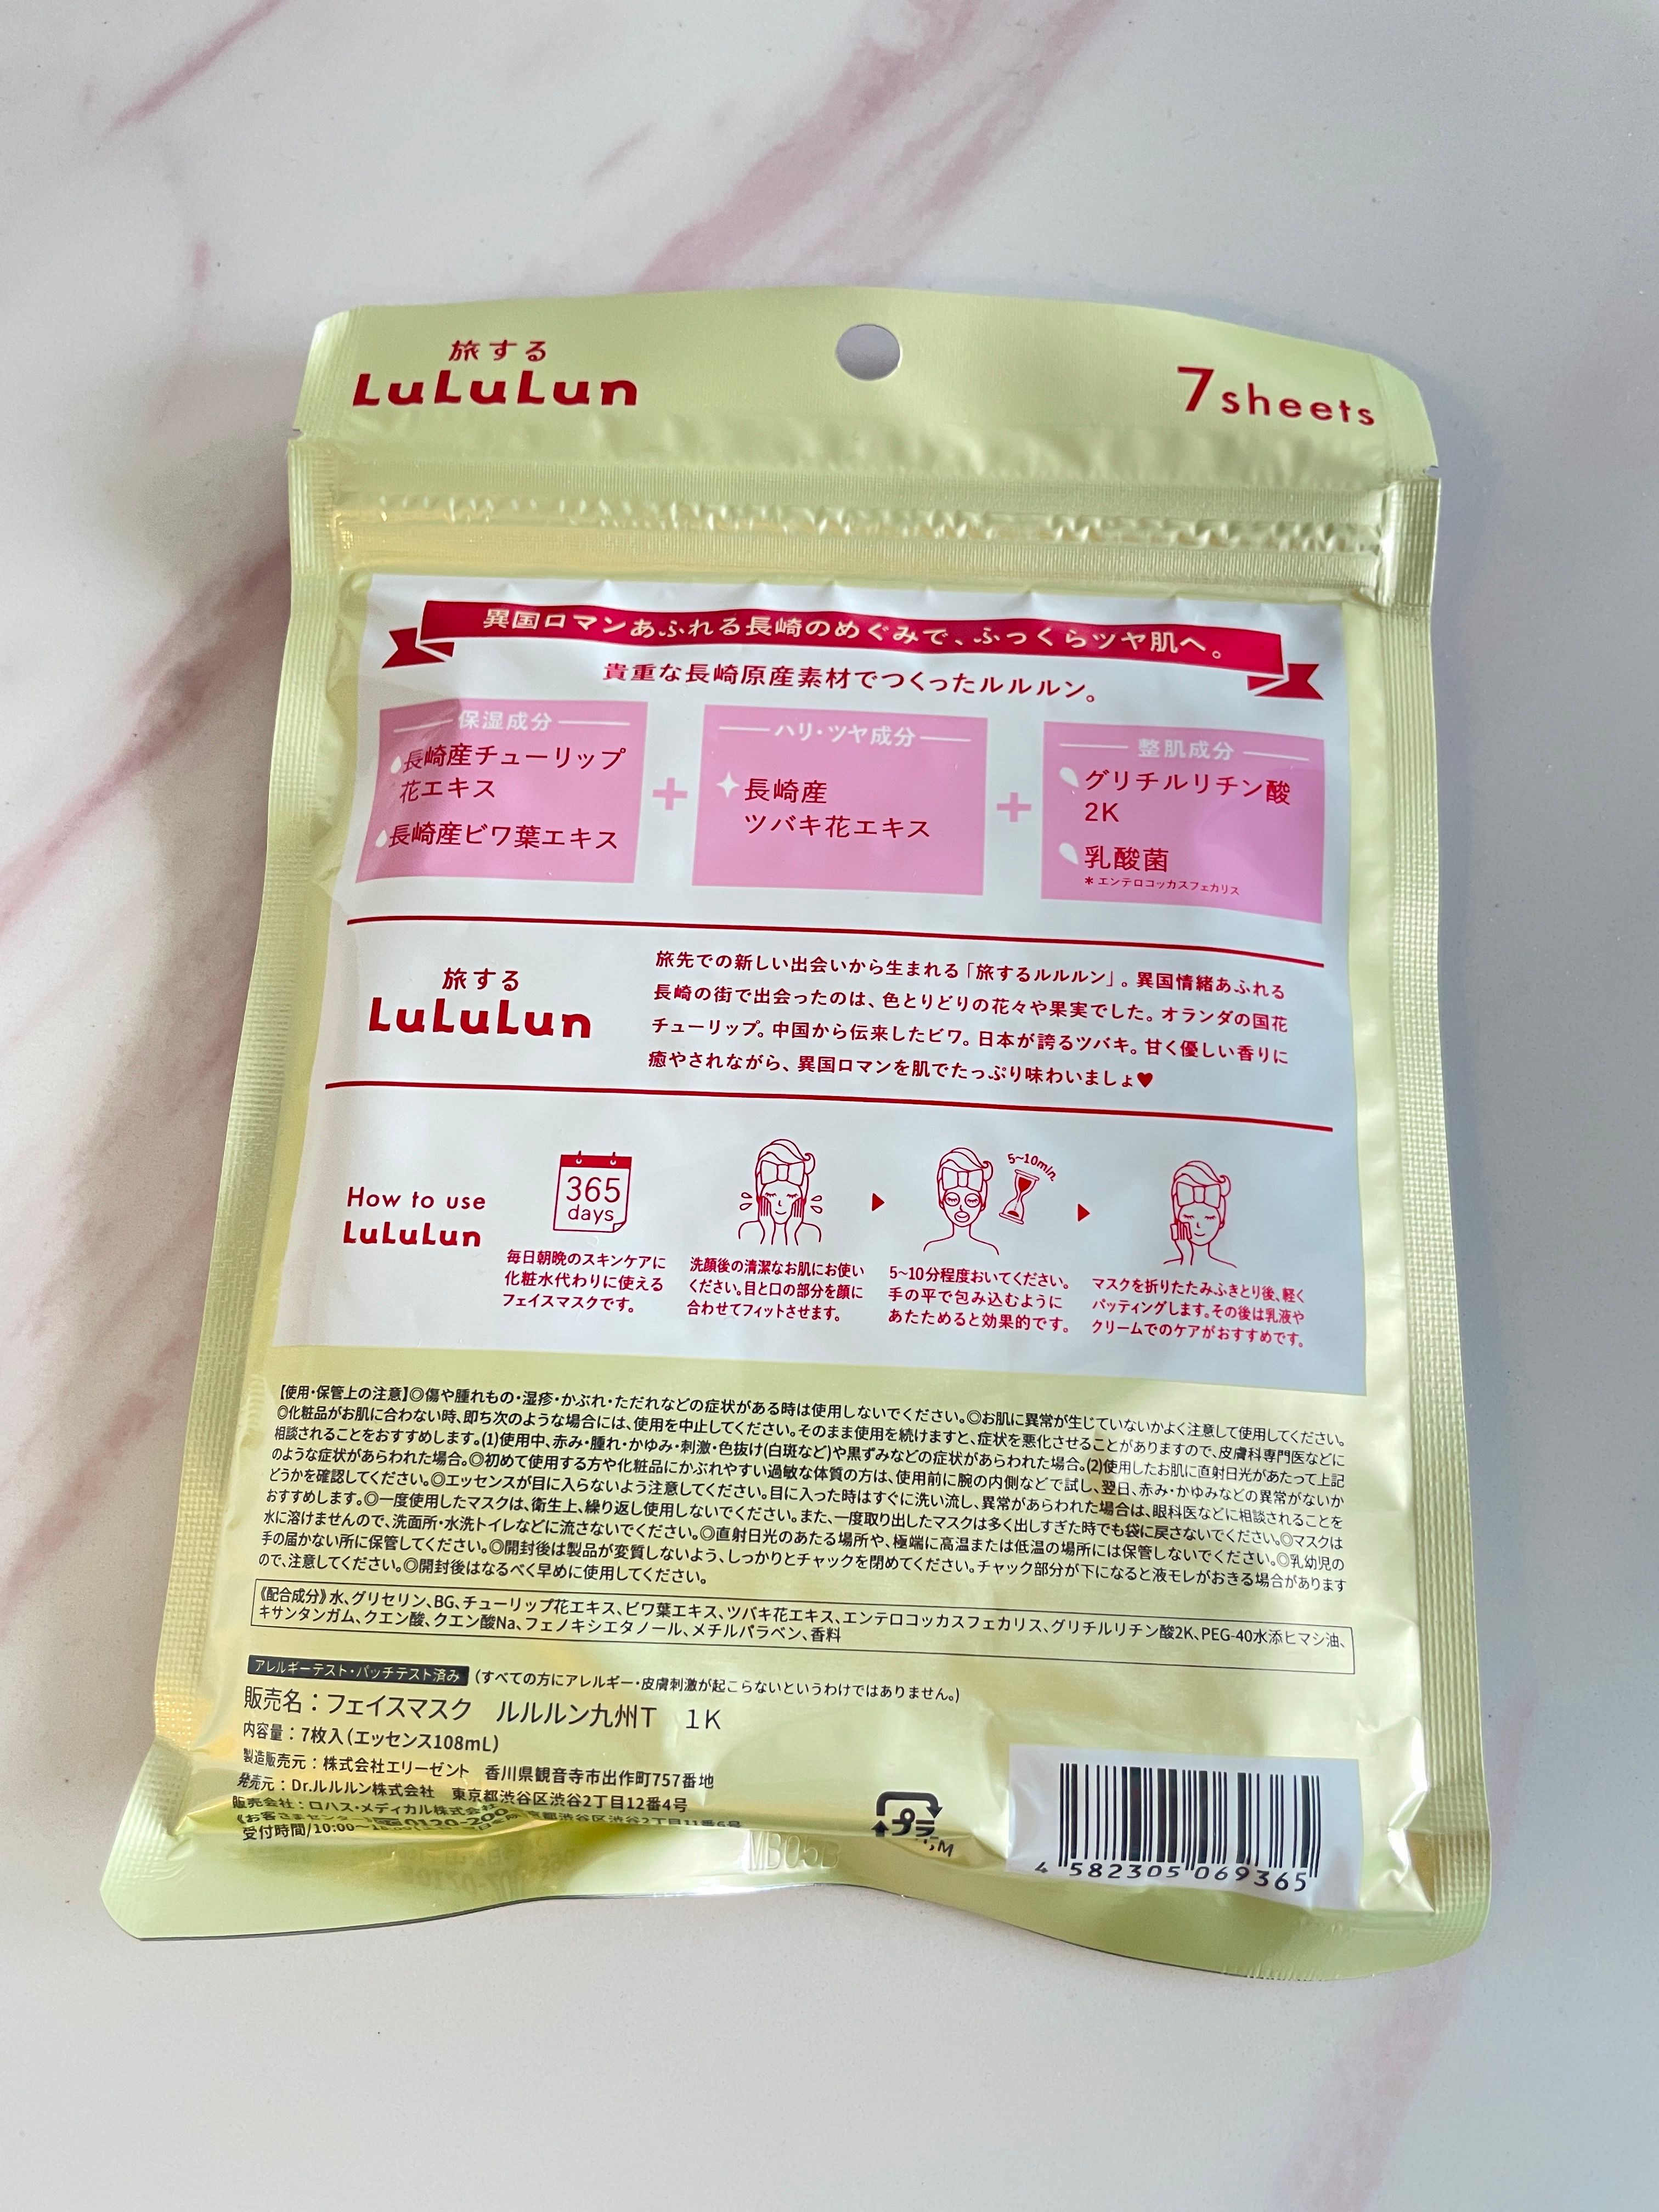 旅する
LuLuLun
7sheets
異国ロマンあふれる長崎のめぐみで、ふっくらツヤ肌へ。
貴重な長崎原産素材でつくったルルルン。
保湿成分
長崎産チューリップ
花エキス
長崎産ビワ葉エキス
+
ハリ・ツヤ成分
長崎産
ツバキ花エキス
+
整肌成分
グリチルリチン酸
2K
乳酸菌
*エンテロコッカスフェカリス
旅する
LuLuLun
旅先での新しい出会いから生まれる「旅するルルルン」。異国情緒あふれる
長崎の街で出会ったのは、色とりどりの花々や果実でした。オランダの国花
チューリップ。中国から伝来したビワ。日本が誇るツバキ。甘く優しい香りに
癒やされながら、異国ロマンを肌でたっぷり味わいましょ♥
How to use
LuLuLun
365
days
毎日朝晩のスキンケアに
化粧水代わりに使える
フェイスマスクです。
洗顔後の清潔なお肌にお使い
ください。目と口の部分を顔に
合わせてフィットさせます。
5~10min.
5~10分程度おいてください。
手の平で包み込むように
あたためると効果的です。
マスクを折りたたみふきとり後、軽く
パッティングします。その後は乳液や
クリームでのケアがおすすめです。
【使用・保管上の注意】◎傷や腫れもの・湿疹・かぶれ・ただれなどの症状がある時は使用しないでください。◎お肌に異常が生じていないかよく注意して使用してください。
◎化粧品がお肌に合わない時、即ち次のような場合には、使用を中止してください。そのまま使用を続けますと、症状を悪化させることがありますので、皮膚科専門医などに
相談されることをおすすめします。(1)使用中、赤み・腫れ・かゆみ・刺激・色抜け(白斑など)や黒ずみなどの症状があらわれた場合。(2)使用したお肌に直射日光があたって上記
のような症状があらわれた場合。◎初めて使用する方や化粧品にかぶれやすい過敏な体質の方は、使用前に腕の内側などで試し、翌日、赤み・かゆみなどの異常がないか
どうかを確認してください。◎エッセンスが目に入らないよう注意してください。目に入った時はすぐに洗い流し、異常があらわれた場合は、眼科医などに相談されることを
おすすめします。◎一度使用したマスクは、衛生上、繰り返し使用しないでください。また、一度取り出したマスクは多く出しすぎた時でも袋に戻さないでください。◎マスクは
水に溶けませんので、洗面所・水洗トイレなどに流さないでください。◎直射日光のあたる場所や、極端に高温または低温の場所には保管しないでください。◎乳幼児の
手の届かない所に保管してください。◎開封後は製品が変質しないよう、しっかりとチャックを閉めてください。チャック部分が下になると液モレがおきる場合があります
ので、注意してください。◎開封後はなるべく早めに使用してください。
《配合成分》水、グリセリン、BG、チューリップ花エキス、ビワ葉エキス、ツバキ花エキス、エンテロコッカスフェカリス、グリチルリチン酸2K、PEG-40水添ヒマシ油、
キサンタンガム、クエン酸、クエン酸Na、フェノキシエタノール、メチルパラベン、香料
アレルギーテスト・パッチテスト済み (すべての方にアレルギー・皮膚刺激が起こらないというわけではありません。)
販売名:フェイスマスク ルルルン九州T 1K
内容量:7枚入(エッセンス108mL)
製造販売元:株式会社エリーゼント 香川県観音寺市出作町757番地
発売元:Dr.ルルルン株式会社 東京都渋谷区渋谷2丁目12番4号
販売会社:ロハス・メディカル株式会社 京都渋谷区渋谷2丁目11番6号
《お客さまセンター》 0120-200
受付時間/10:00~
プラ
MB05B
4 582305 069365